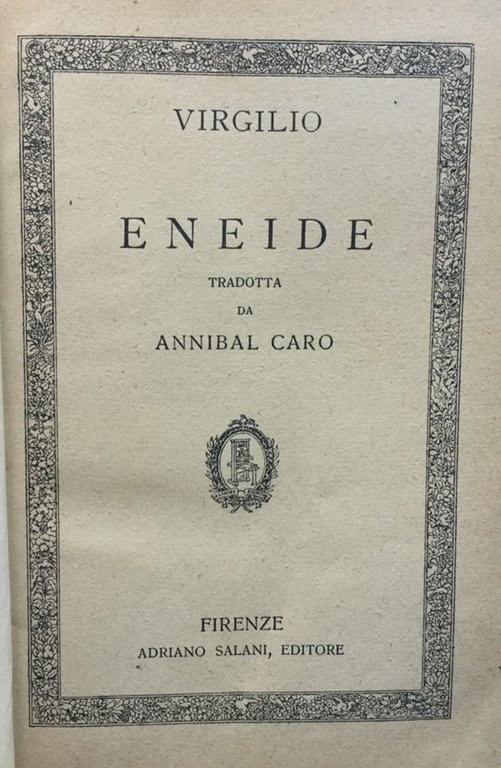 VIRGILIO
ENEIDE
TRADOTTA
DA
ANNIBAL CARO
FIRENZE
ADRIANO SALANI, EDITORE